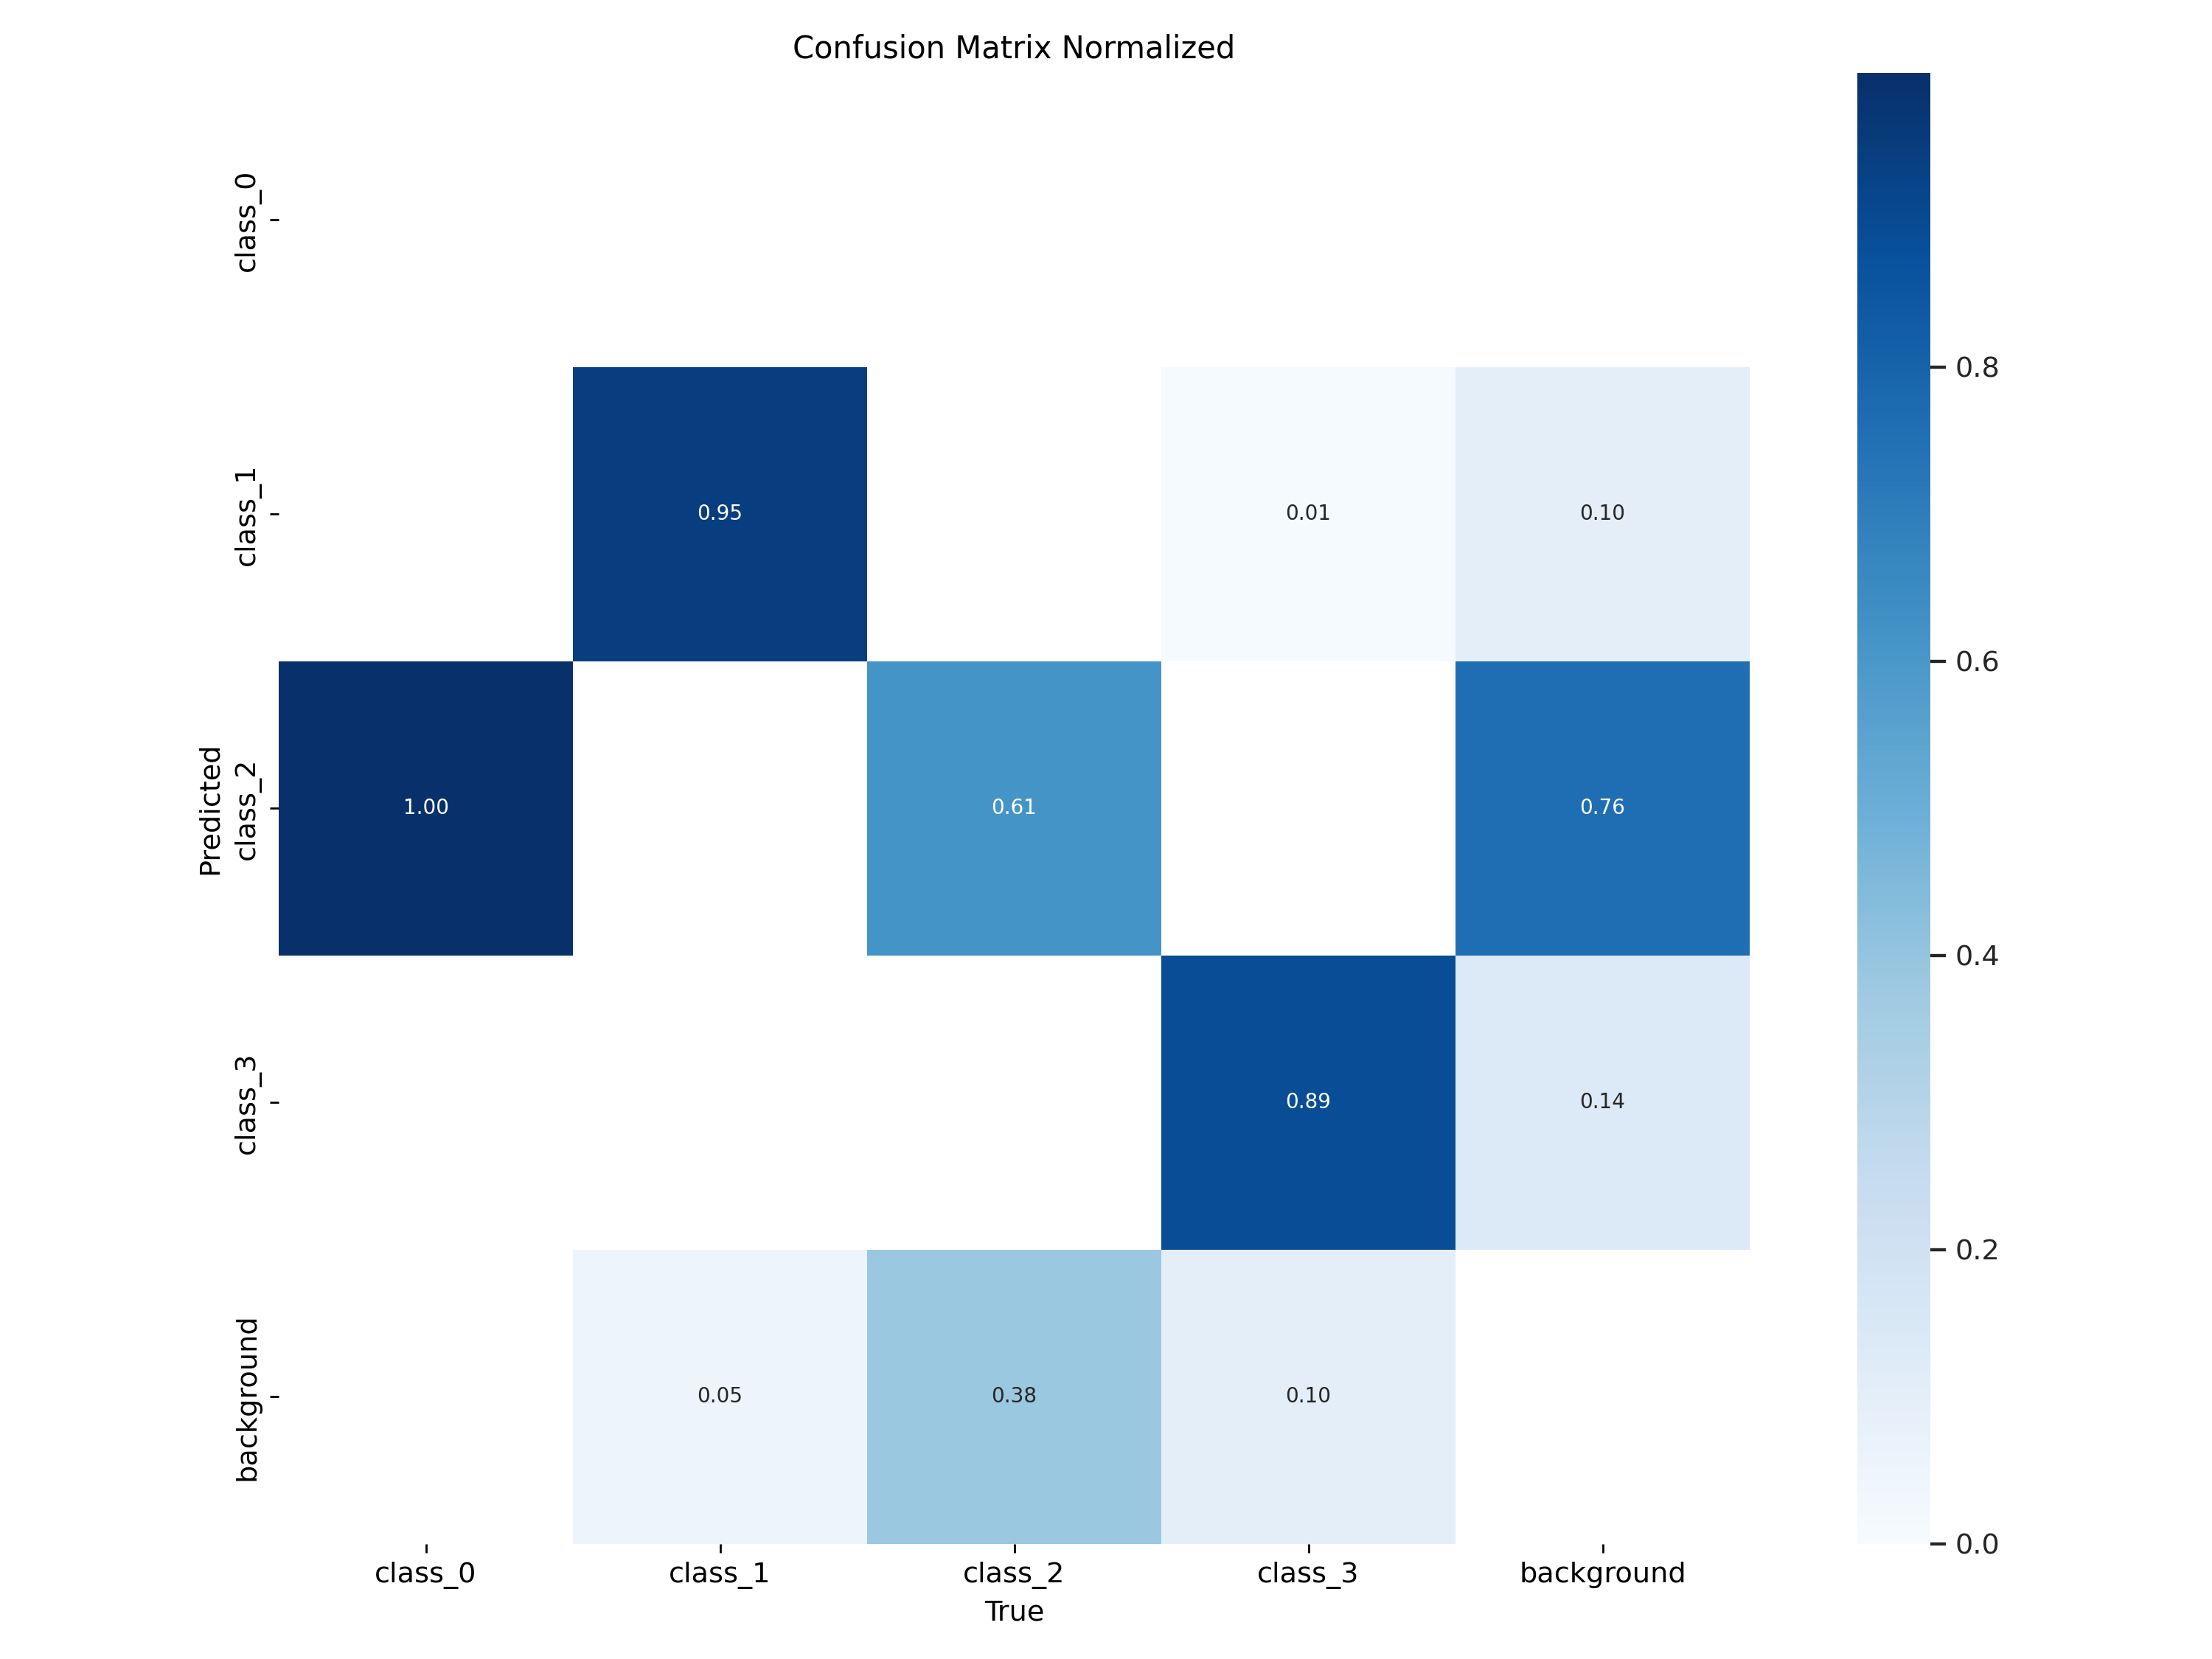 Confusion Matrix Normalized
class_0
class_1
0.95
0.01
0.10
Predicted
class_2
1.00
0.61
0.76
class_3
0.89
0.14
background
0.05
0.38
0.10
class_0
class_1
class_2
class_3
background
True
0.8
0.6
0.4
0.2
0.0